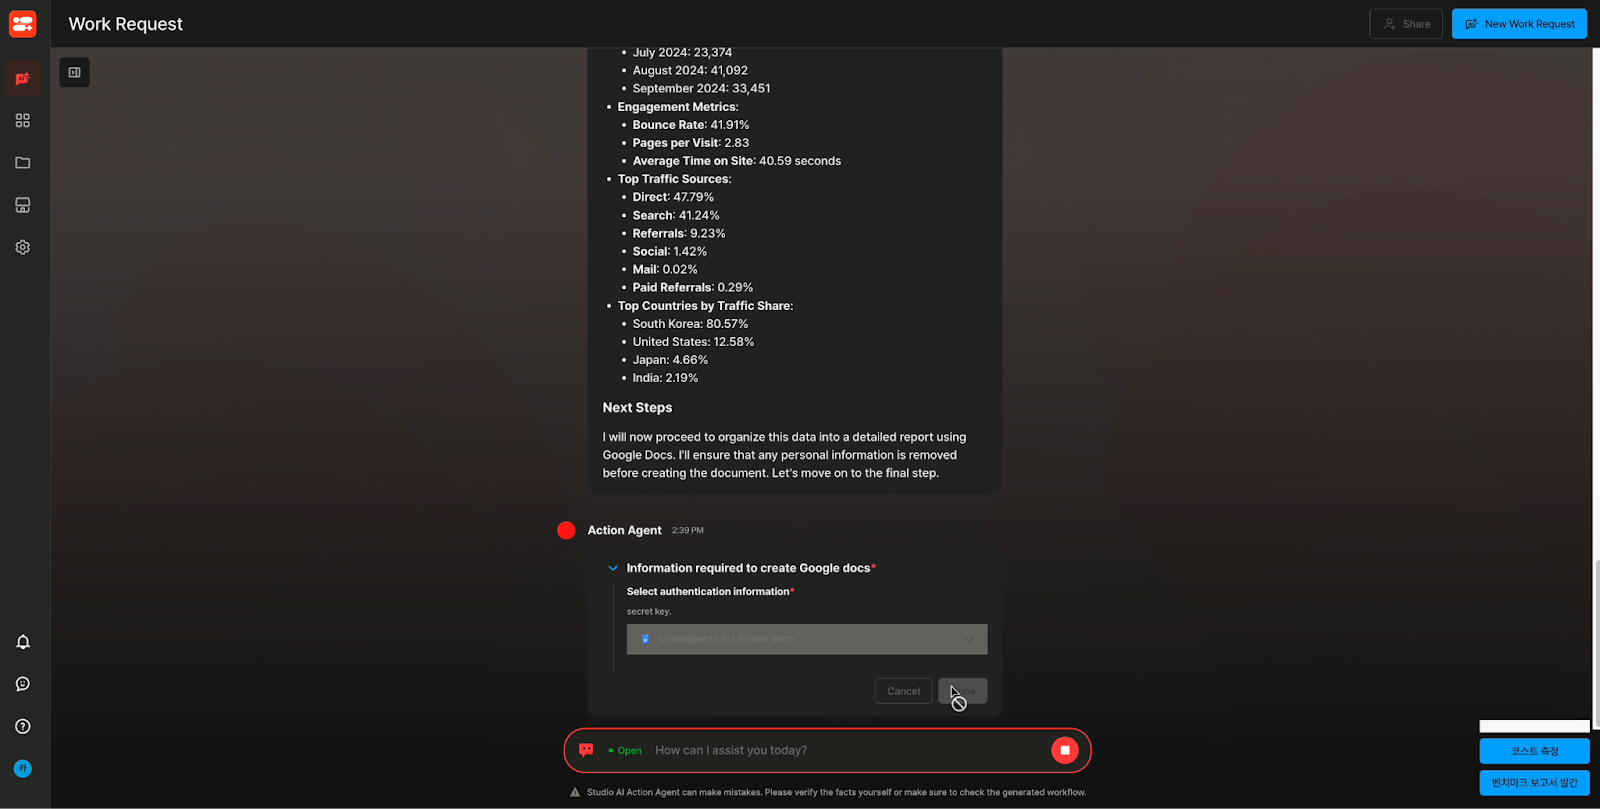 Work Request
Share
New Work Request
July 2024: 23,374
August 2024: 41,092
September 2024: 33,451
Engagement Metrics:
Bounce Rate: 41.91%
Pages per Visit: 2.83
Average Time on Site: 40.59 seconds
Top Traffic Sources:
Direct: 47.79%
Search: 41.24%
Referrals: 9.23%
Social: 1.42%
Mail: 0.02%
Paid Referrals: 0.29%
Top Countries by Traffic Share:
South Korea: 80.57%
United States: 12.58%
Japan: 4.66%
India: 2.19%
Next Steps
I will now proceed to organize this data into a detailed report using
Google Docs. I'll ensure that any personal information is removed
before creating the document. Let's move on to the final step.
Action Agent 2:39 PM
Information required to create Google docs*
Select authentication information*
secret key.
studio@wrtn.io | Studio Wrtn
Cancel
Open How can I assist you today?
Studio AI Action Agent can make mistakes. Please verify the facts yourself or make sure to check the generated workflow.
카
코스트 측정
벤치마크 보고서 발간